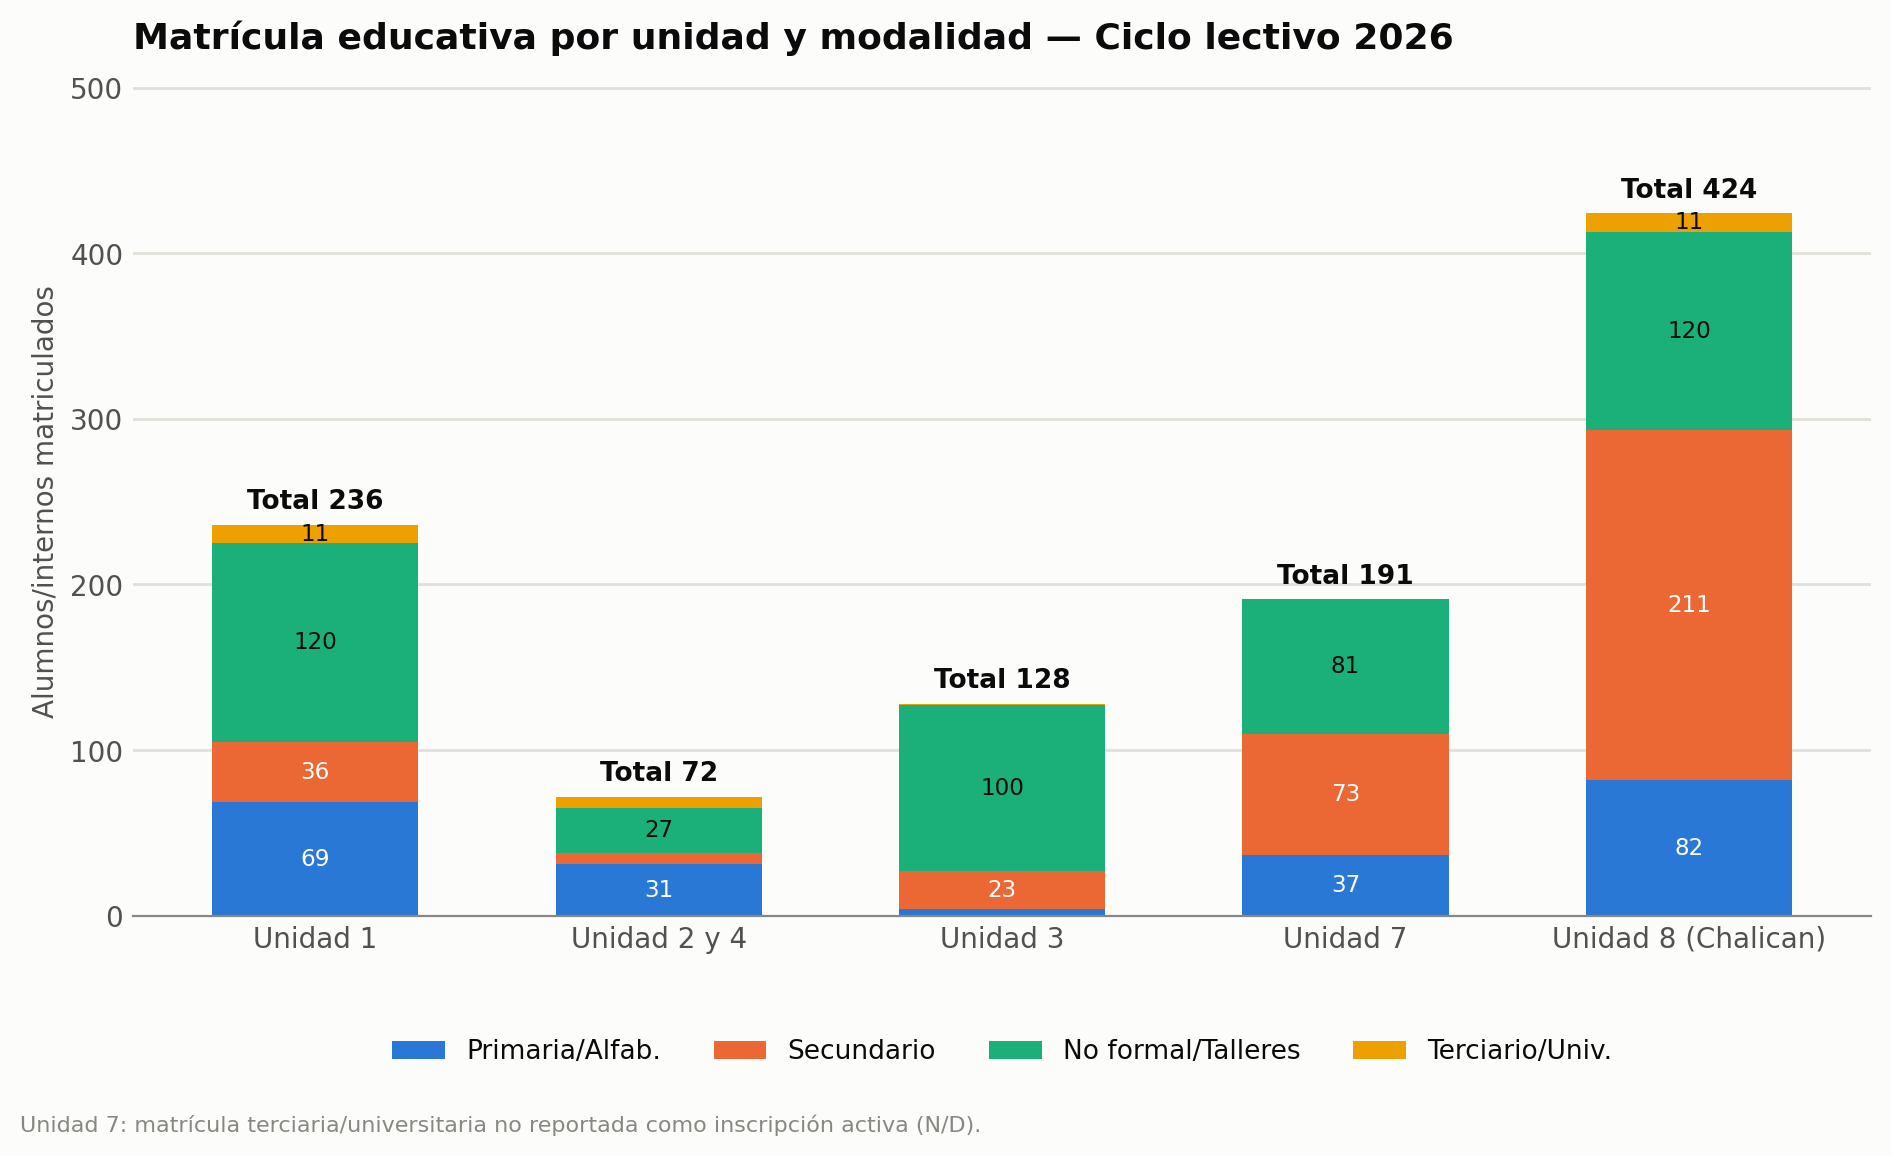 Matrícula educativa por unidad y modalidad — Ciclo lectivo 2026
Alumnos/internos matriculados
500
400
300
200
100
0
Total 236
11
120
36
69
Total 72
27
31
Total 128
100
23
Total 191
81
73
37
Total 424
11
120
211
82
Unidad 1
Unidad 2 y 4
Unidad 3
Unidad 7
Unidad 8 (Chalican)
Primaria/Alfab.
Secundario
No formal/Talleres
Terciario/Univ.
Unidad 7: matrícula terciaria/universitaria no reportada como inscripción activa (N/D).